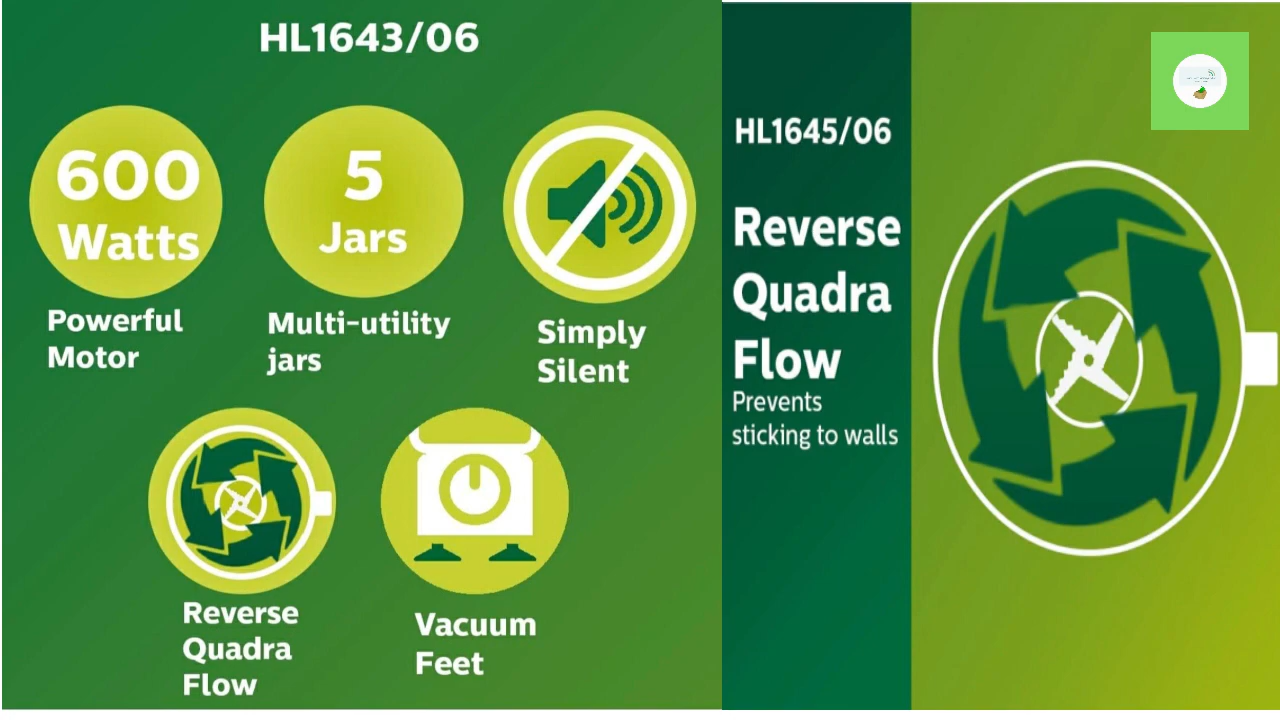 HL1643/06
600
Watts
Powerful
Motor
5
Jars
Multi-utility
jars
Simply
Silent
Reverse
Quadra
Flow
Vacuum
Feet
HL1645/06
Reverse
Quadra
Flow
Prevents
sticking to walls